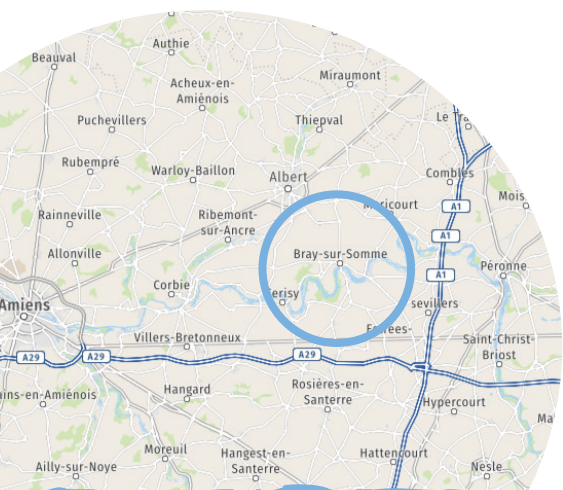 Authie
Beauval
Miraumont
Acheux-en-
Amiénois
Puchevillers
Thiepval
Le Tra
Rubempré
Warloy-Baillon
Albert
Combles
Mois
Maricourt
A1
Rainneville
Ribemont-
sur-Ancre
A1
Allonville
Bray-sur-Somme
Péronne
A1
Corbie
Cerisy
sevillers
Amiens
Villers-Bretonneux
Estrées-
Saint-Christ-
Briost
A29
A29
A29
ains-en-Amiénois
Hangard
Rosières-en-
Santerre
Hypercourt
Ma
Moreuil
Hangest-en-
Santerre
Hattencourt
Ailly-sur-Noye
Nesle